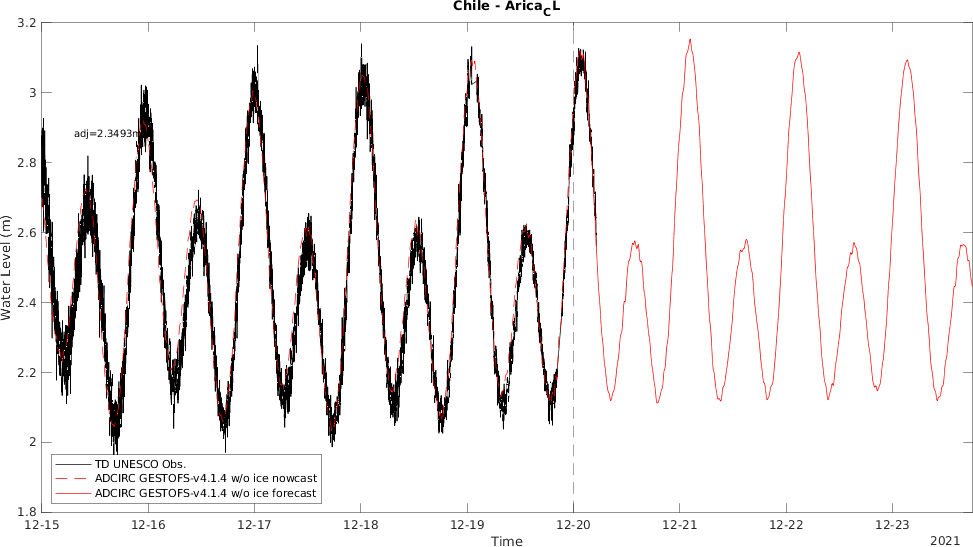 Chile - Arica_CL
3.2
3
2.8
2.6
2.4
2.2
2
1.8
Water Level (m)
adj=2.3493m
TD UNESCO Obs.
ADCIRC GESTOFS-v4.1.4 w/o ice nowcast
ADCIRC GESTOFS-v4.1.4 w/o ice forecast
12-15 12-16 12-17 12-18 12-19 12-20 12-21 12-22 12-23
Time
2021